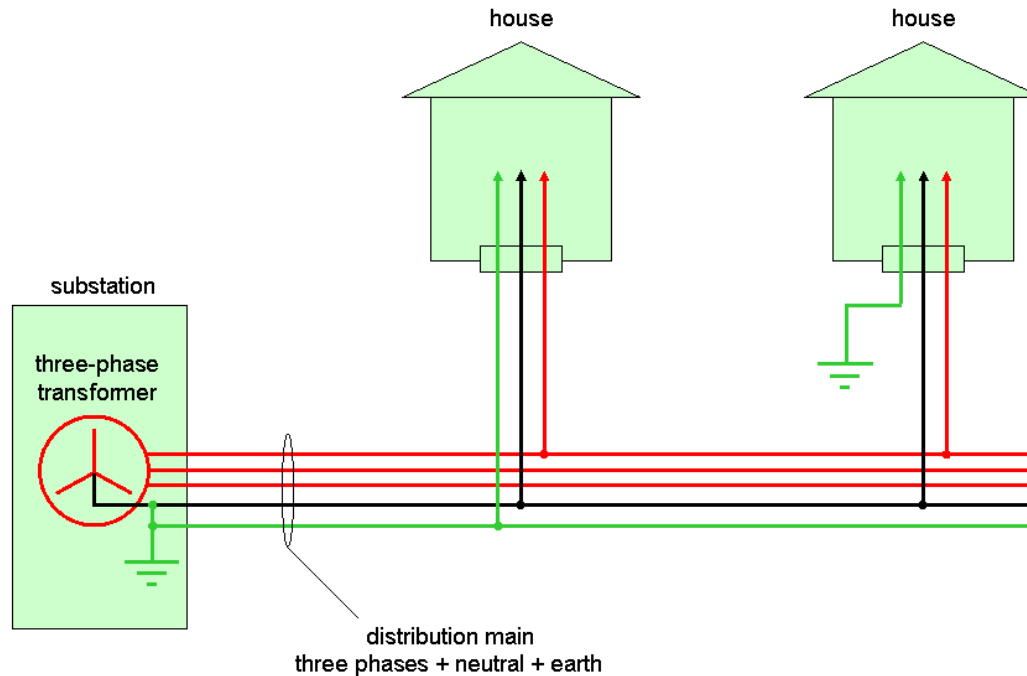 house
house
substation
three-phase
transformer
distribution main
three phases + neutral + earth